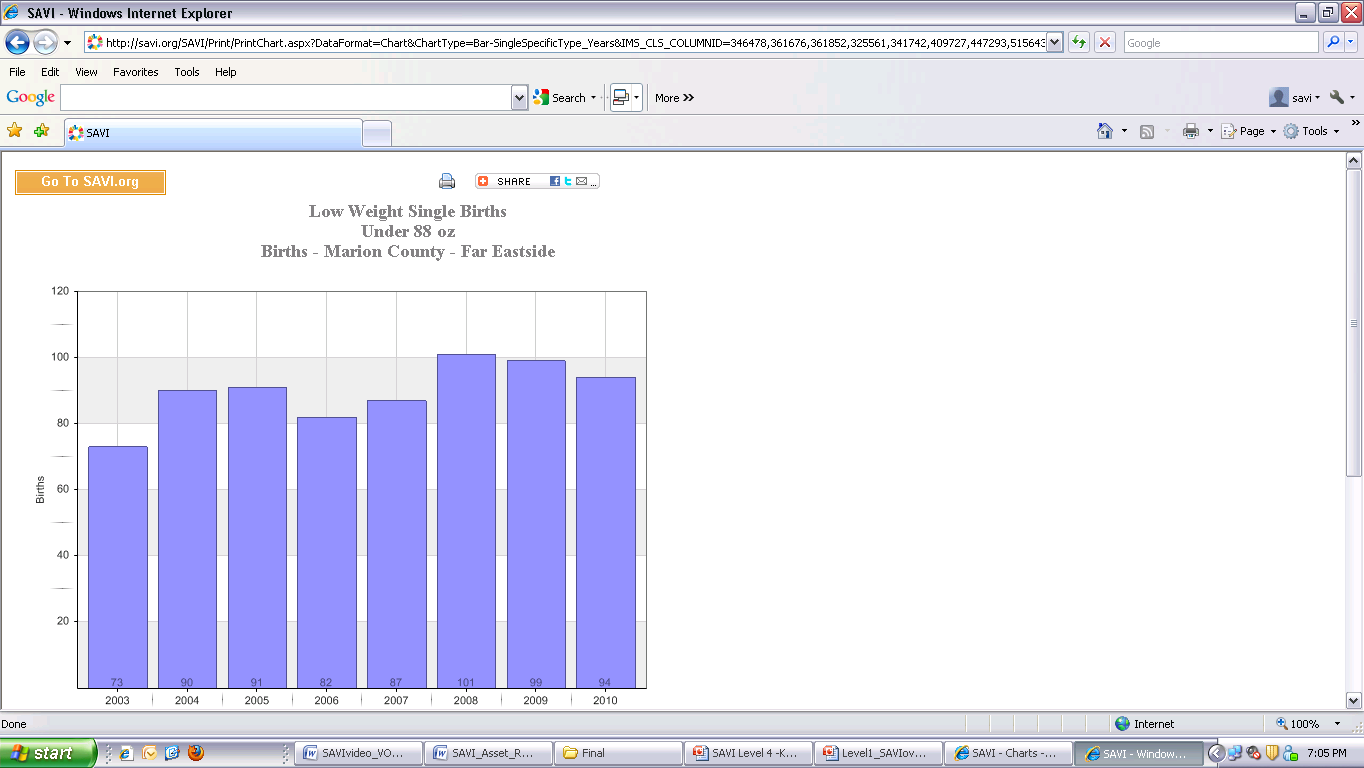 SAVI - Windows Internet Explorer
http://savi.org/SAVI/Print/PrintChart.aspx?DataFormat=Chart&ChartType=Bar-SingleSpecificType_Years&IMS_CLS_COLUMNID=346478,361676,361852,325561,341742,409727,447293,515643
Google
File Edit View Favorites Tools Help
Google Search More savi
SAVI
Page Tools
Go To SAVI.org
SHARE ...
Low Weight Single Births
Under 88 oz
Births - Marion County - Far Eastside
120
100
80
60
40
20
Births
73 90 91 82 87 101 99 94
2003 2004 2005 2006 2007 2008 2009 2010
Done Internet 100%
start SAVIvideo_VO... SAVI_Asset_R... Final SAVI Level 4 -K... Level1_SAVIov... SAVI - Charts -... SAVI - Window... 7:05 PM